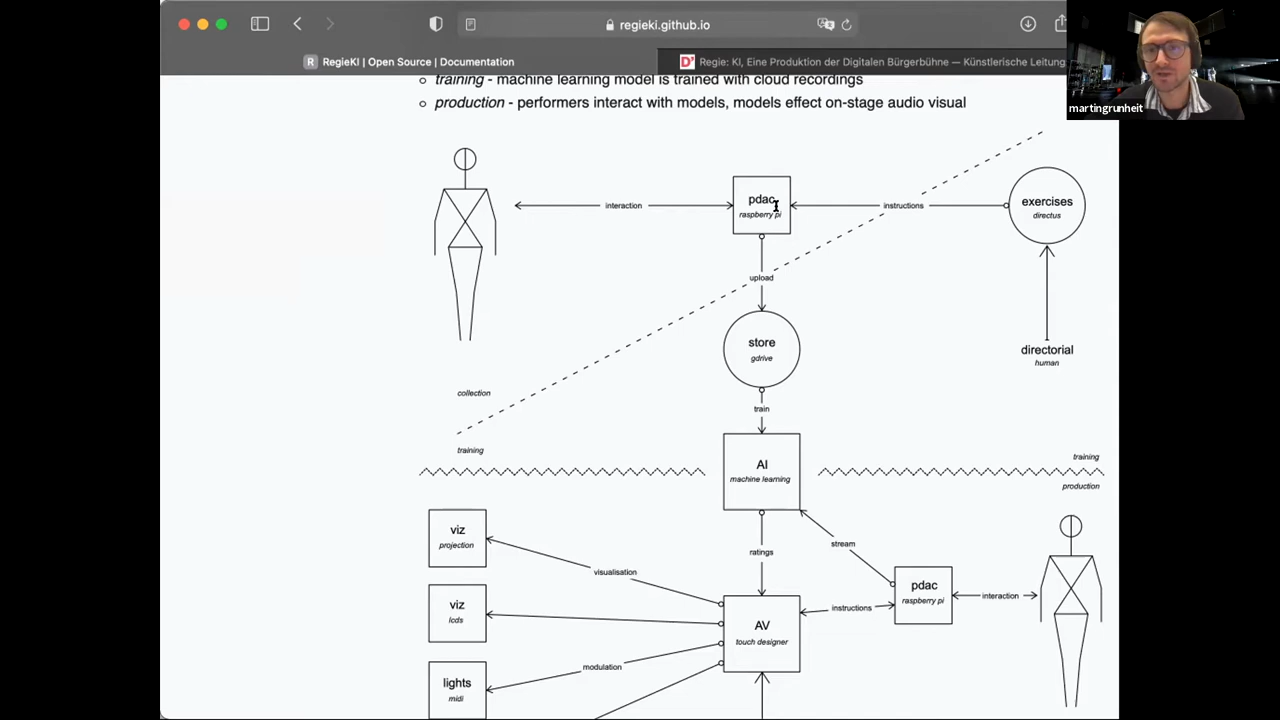 regieki.github.io
R RegieKI | Open Source | Documentation
D' Regie: KI, Eine Produktion der Digitalen Bürgerbühne — Künstlerische Leitung
martingrunheit
training - machine learning model is trained with cloud recordings
production - performers interact with models, models effect on-stage audio visual
interaction
pdac
raspberry pi
instructions
exercises
directus
upload
store
gdrive
directorial
human
collection
train
training
AI
machine learning
training
production
viz
projection
visualisation
ratings
stream
pdac
raspberry pi
interaction
viz
lcds
instructions
AV
touch designer
modulation
lights
midi